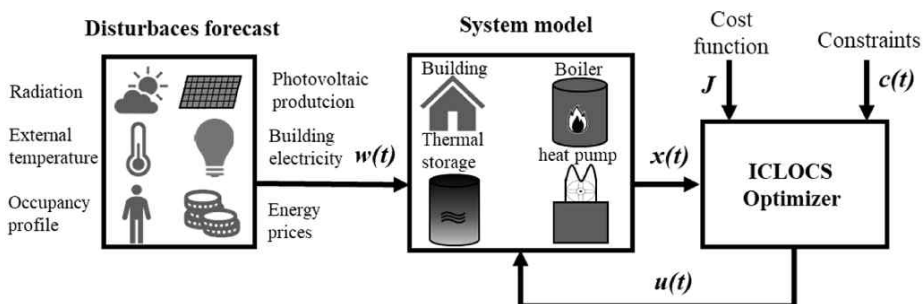 Disturbaces forecast
Radiation
External
temperature
Occupancy
profile
Photovoltaic
produtcion
Building
electricity
Energy
prices
w(t)
System model
Building
Boiler
Thermal
storage
heat pump
x(t)
Cost
function
J
Constraints
c(t)
ICLOCS
Optimizer
u(t)